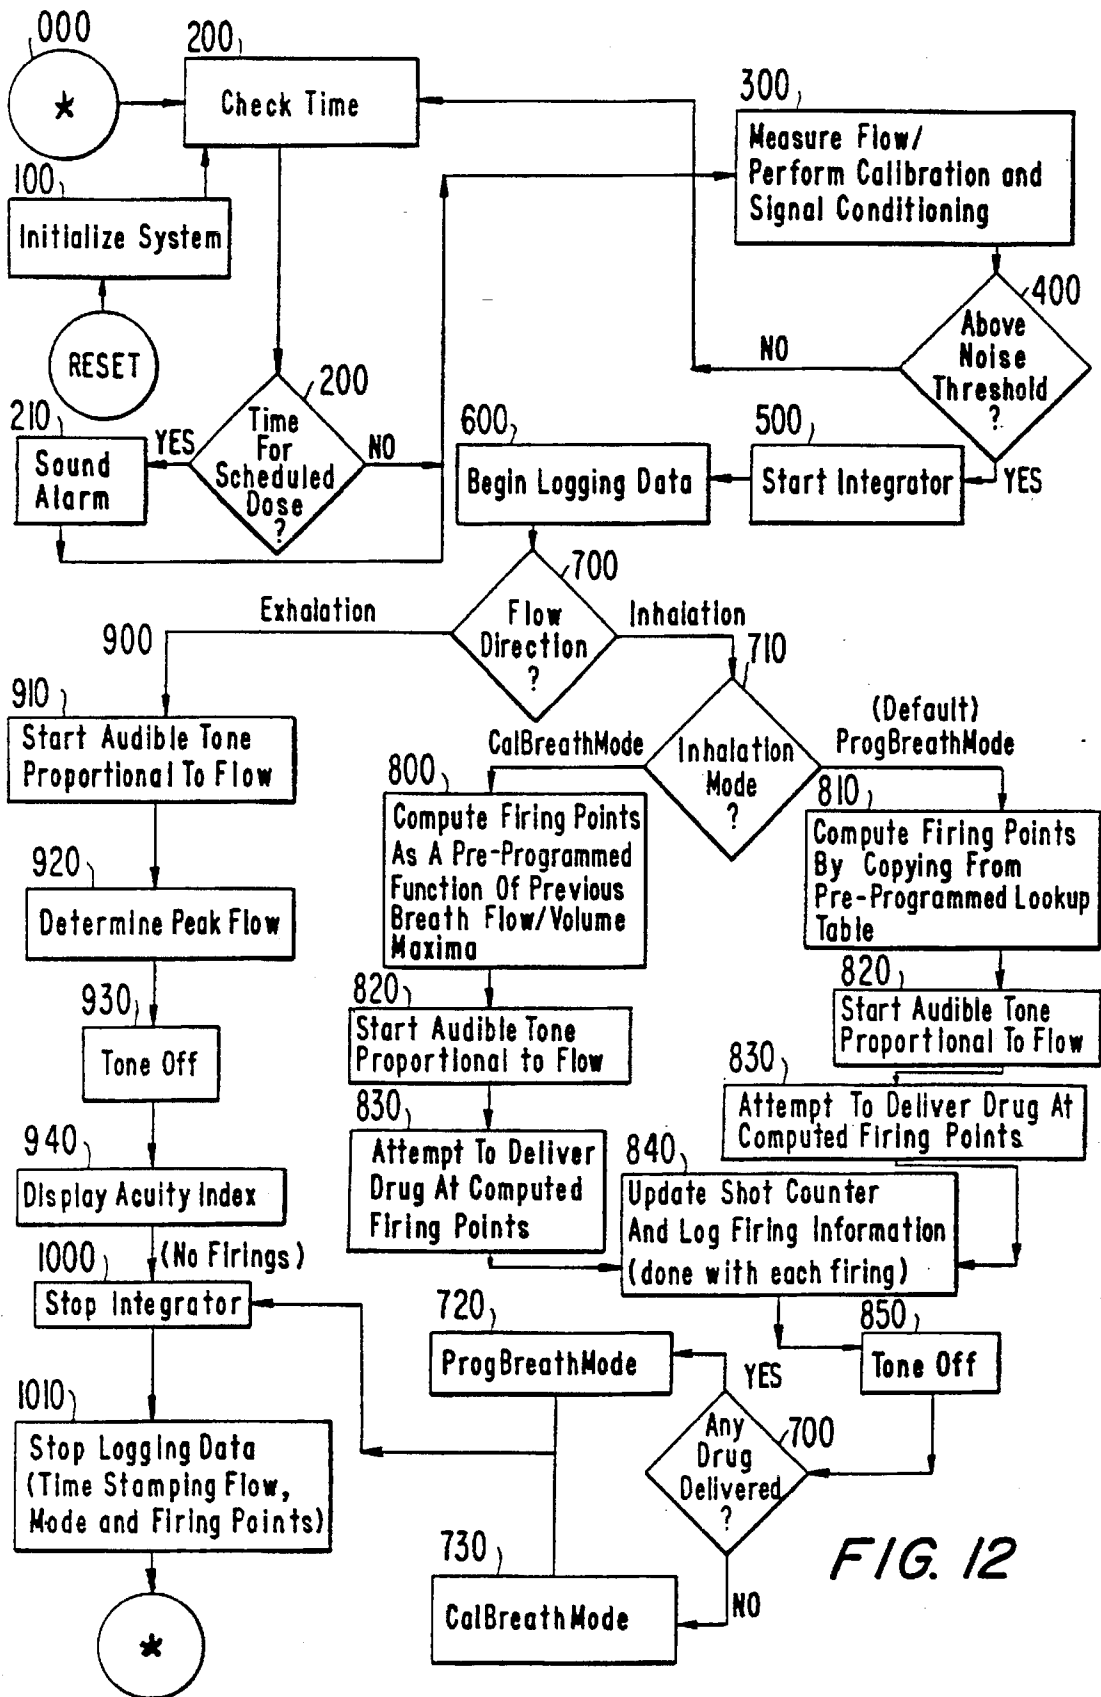 000
*
200
Check Time
300
Measure Flow/
Perform Calibration and
Signal Conditioning
100
Initialize System
RESET
400
Above
Noise
Threshold
?
NO
YES
200
Time
For
Scheduled
Dose
?
YES
NO
210
Sound
Alarm
600
Begin Logging Data
500
Start Integrator
700
Flow
Direction
?
Exhalation
Inhalation
900
710
Inhalation
Mode
?
CalBreathMode
(Default)
ProgBreathMode
910
Start Audible Tone
Proportional To Flow
800
Compute Firing Points
As A Pre-Programmed
Function Of Previous
Breath Flow/Volume
Maxima
810
Compute Firing Points
By Copying From
Pre-Programmed Lookup
Table
920
Determine Peak Flow
820
Start Audible Tone
Proportional to Flow
820
Start Audible Tone
Proportional To Flow
930
Tone Off
830
Attempt To Deliver
Drug At Computed
Firing Points
830
Attempt To Deliver Drug At
Computed Firing Points
940
Display Acuity Index
840
Update Shot Counter
And Log Firing Information
(done with each firing)
(No Firings)
1000
Stop Integrator
720
ProgBreathMode
850
Tone Off
YES
700
Any
Drug
Delivered
?
NO
1010
Stop Logging Data
(Time Stamping Flow,
Mode and Firing Points)
730
CalBreathMode
*
FIG. 12